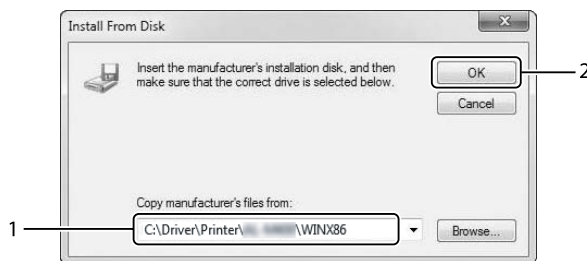 Install From Disk
Insert the manufacturer's installation disk, and then
make sure that the correct drive is selected below.
OK
2
Cancel
Copy manufacturer's files from:
1
C:\Driver\Printer\ \WINX86
Browse...